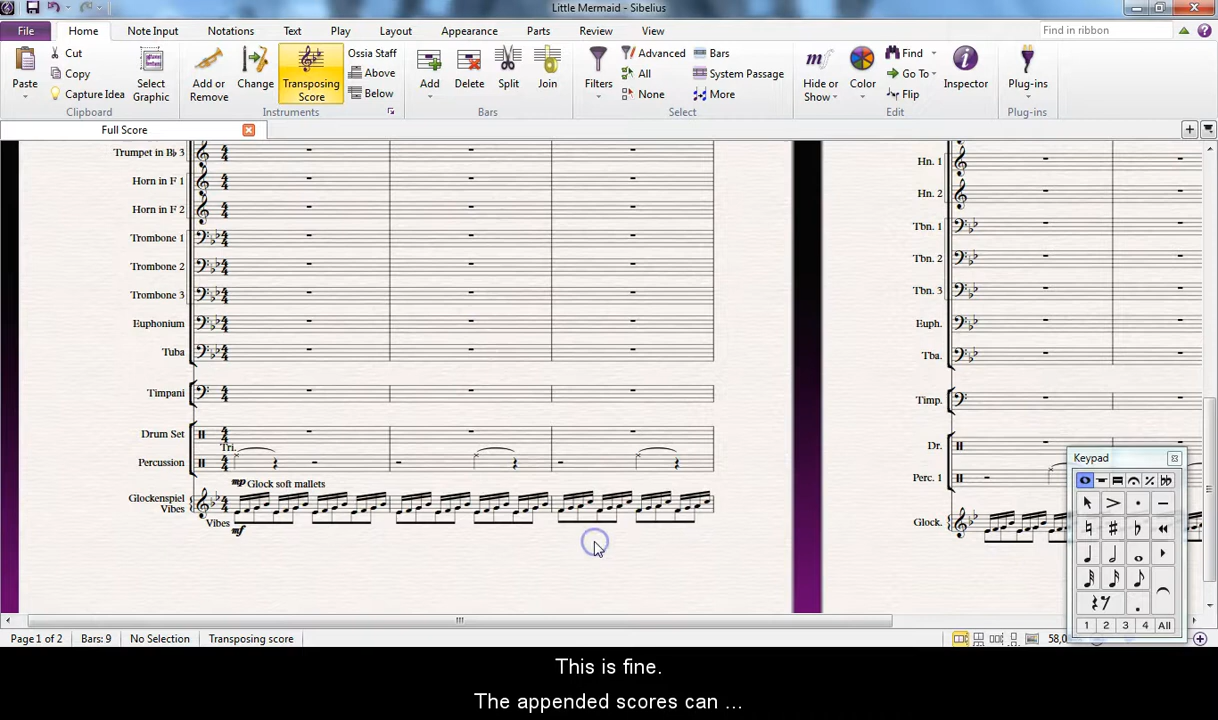 Little Mermaid - Sibelius
File Home Note Input Notations Text Play Layout Appearance Parts Review View Find in ribbon
Paste Cut Copy Capture Idea Select Graphic Clipboard
Add or Remove Change Transposing Score Ossia Staff Above Below Instruments
Add Delete Split Join Bars
Filters Advanced All None Bars System Passage More Select
Hide or Show Color Find Go To Flip Inspector Edit
Plug-ins Plug-ins
Full Score
Trumpet in B♭ 3
Horn in F 1
Horn in F 2
Trombone 1
Trombone 2
Trombone 3
Euphonium
Tuba
Timpani
Drum Set
Tri.
Percussion
mp Glock soft mallets
Glockenspiel
Vibes
Vibes
mf
Hn. 1
Hn. 2
Tbn. 1
Tbn. 2
Tbn. 3
Euph.
Tba.
Timp.
Dr.
Perc. 1
Glock.
Keypad
1 2 3 4 All
Page 1 of 2 Bars: 9 No Selection Transposing score
This is fine.
The appended scores can ...